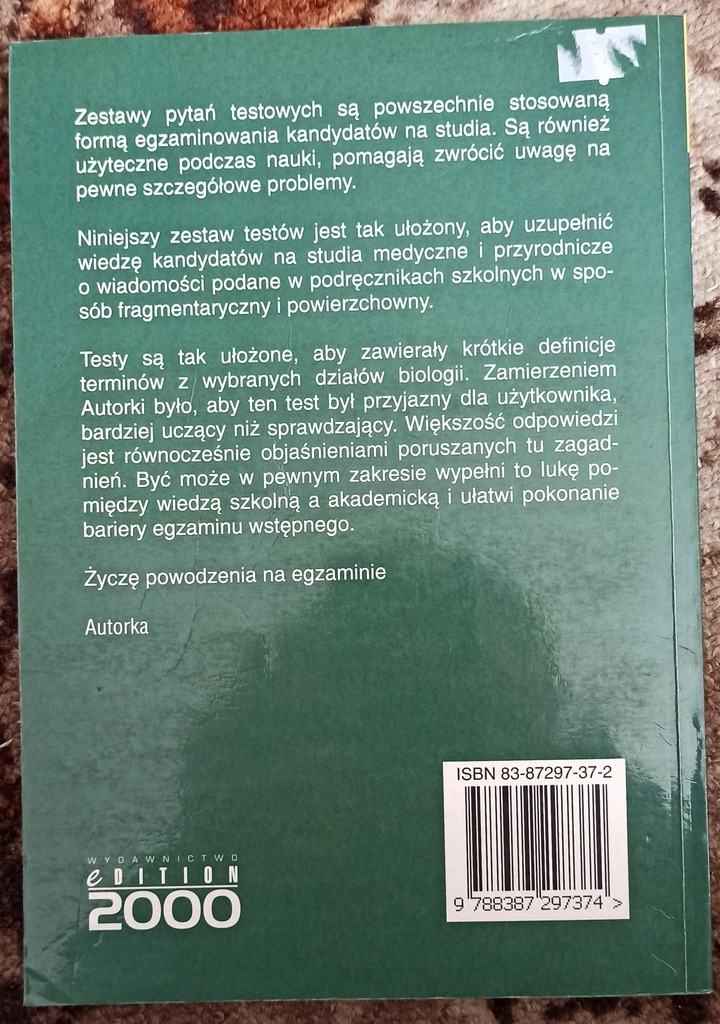 Zestawy pytań testowych są powszechnie stosowaną
formą egzaminowania kandydatów na studia. Są również
użyteczne podczas nauki, pomagają zwrócić uwagę na
pewne szczegółowe problemy.
Niniejszy zestaw testów jest tak ułożony, aby uzupełnić
wiedzę kandydatów na studia medyczne i przyrodnicze
o wiadomości podane w podręcznikach szkolnych w spo-
sób fragmentaryczny i powierzchowny.
Testy są tak ułożone, aby zawierały krótkie definicje
terminów z wybranych działów biologii. Zamierzeniem
Autorki było, aby ten test był przyjazny dla użytkownika,
bardziej uczący niż sprawdzający. Większość odpowiedzi
jest równocześnie objaśnieniami poruszanych tu zagad-
nień. Być może w pewnym zakresie wypełni to lukę po-
między wiedzą szkolną a akademicką i ułatwi pokonanie
bariery egzaminu wstępnego.
Życzę powodzenia na egzaminie
Autorka
ISBN 83-87297-37-2
9 788387 297374 >
WYDAWNICTWO
eDITION
2000